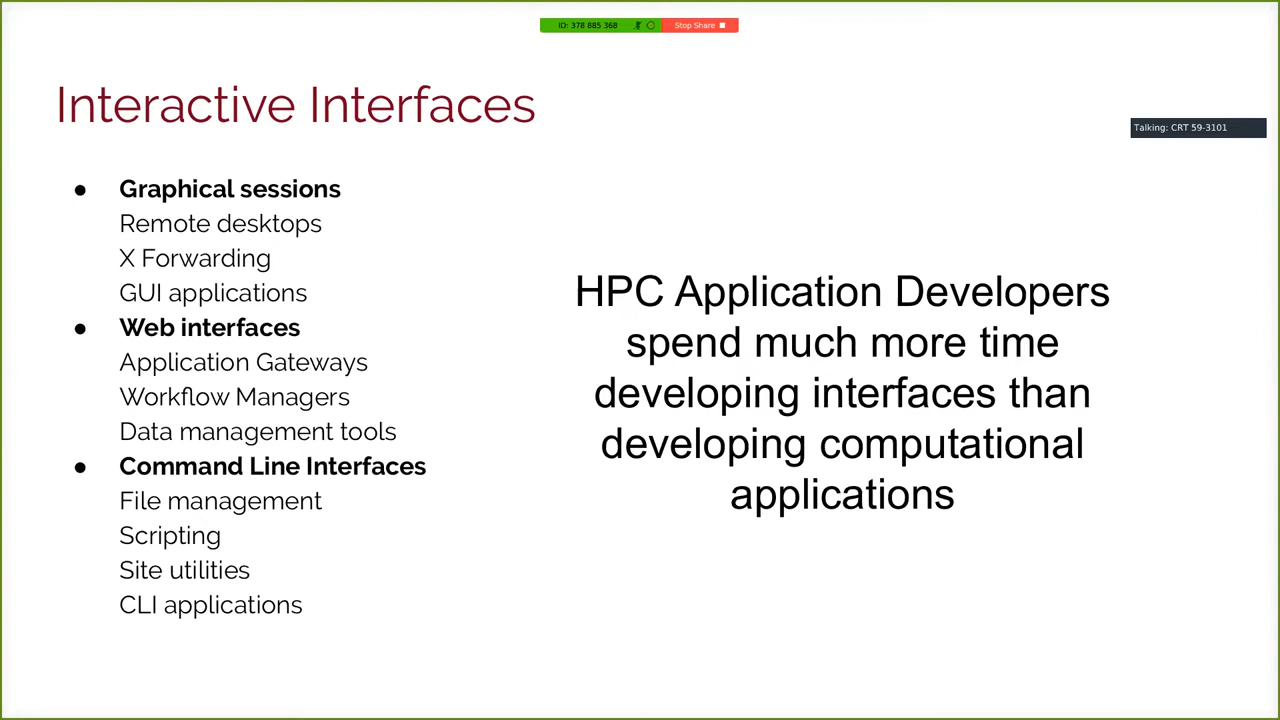 ID: 378 885 368
Stop Share
Interactive Interfaces
Talking: CRT 59-3101
● Graphical sessions
Remote desktops
X Forwarding
GUI applications
● Web interfaces
Application Gateways
Workflow Managers
Data management tools
● Command Line Interfaces
File management
Scripting
Site utilities
CLI applications
HPC Application Developers
spend much more time
developing interfaces than
developing computational
applications